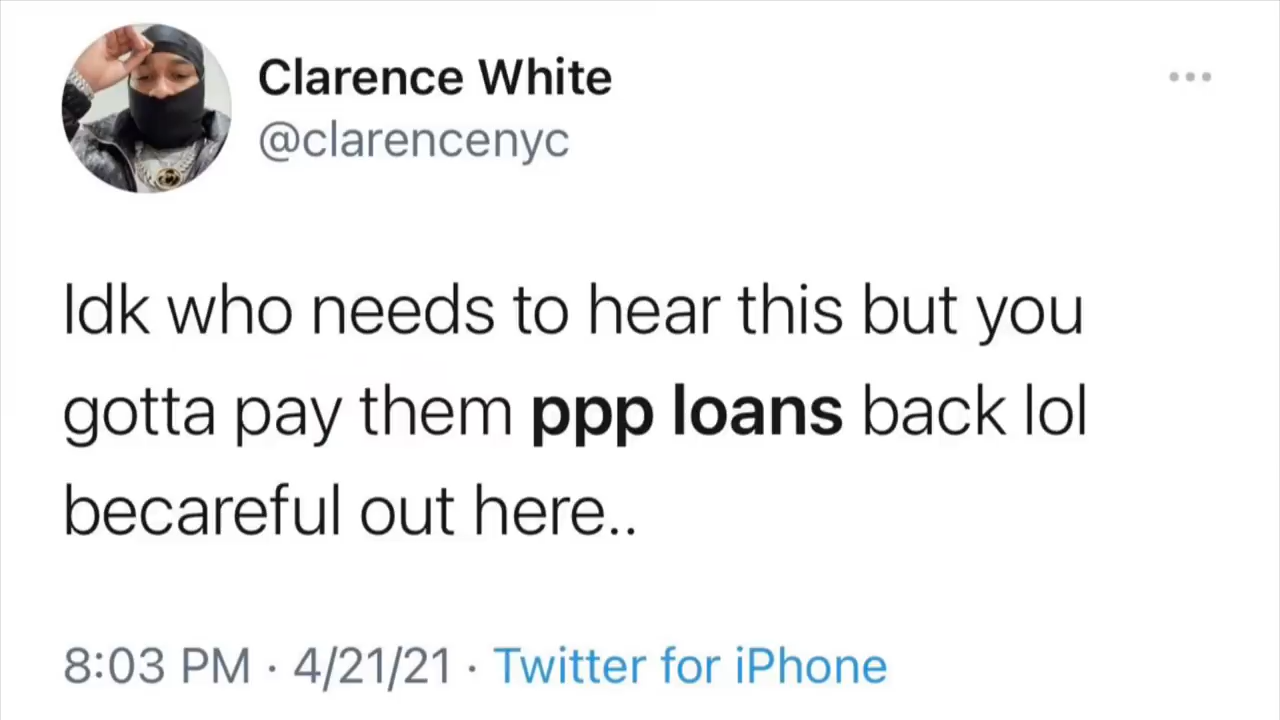 Clarence White
@clarencenyc
Idk who needs to hear this but you
gotta pay them ppp loans back lol
becareful out here..
8:03 PM · 4/21/21 · Twitter for iPhone